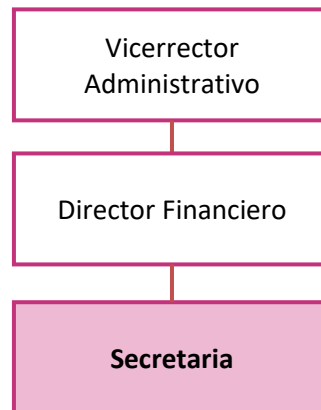 Vicerrector
Administrativo
Director Financiero
Secretaria